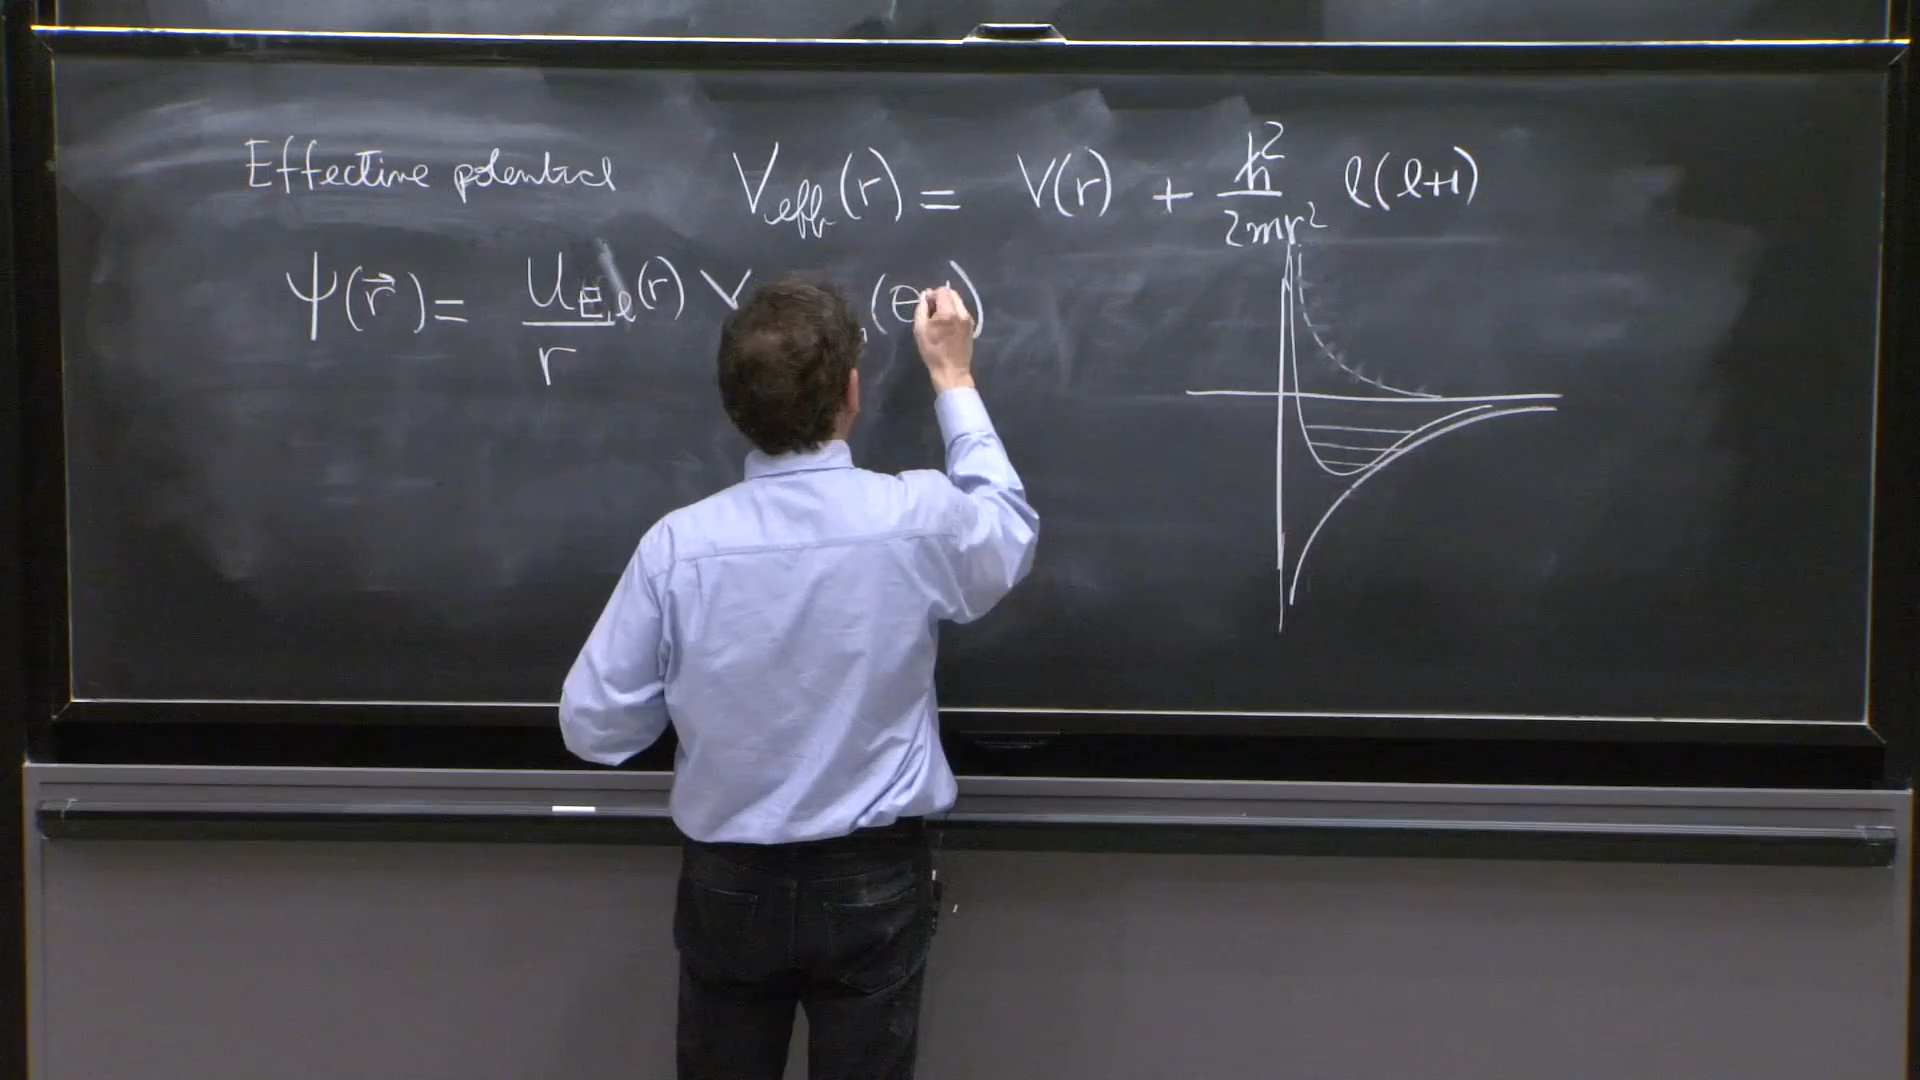 Effective potential V_eff(r) = V(r) + ħ²/2mr² ℓ(ℓ+1)
Ψ(r⃗) = u_E,ℓ(r)/r Y (θ )